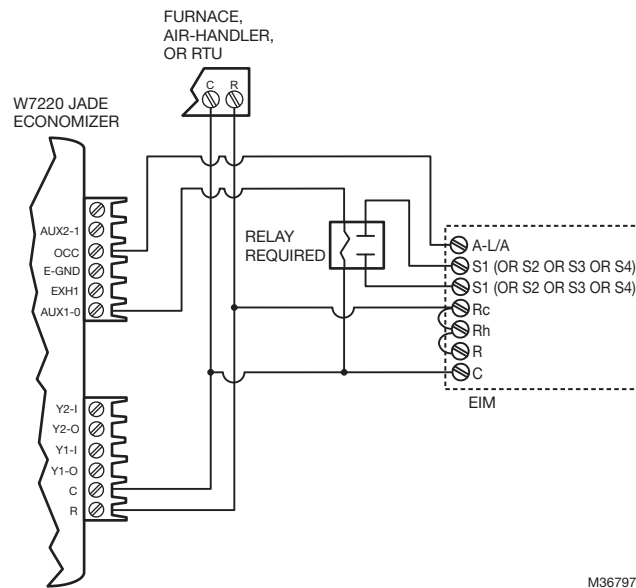 FURNACE,
AIR-HANDLER,
OR RTU
C R
W7220 JADE
ECONOMIZER
AUX2-1
OCC
E-GND
EXH1
AUX1-0
RELAY
REQUIRED
A-L/A
S1 (OR S2 OR S3 OR S4)
S1 (OR S2 OR S3 OR S4)
Rc
Rh
R
C
EIM
Y2-I
Y2-O
Y1-I
Y1-O
C
R
M36797